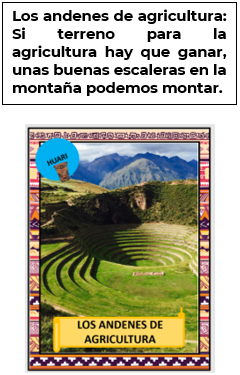 Los andenes de agricultura:
Si terreno para la
agricultura hay que ganar,
unas buenas escaleras en la
montaña podemos montar.
HUARI
LOS ANDENES DE
AGRICULTURA